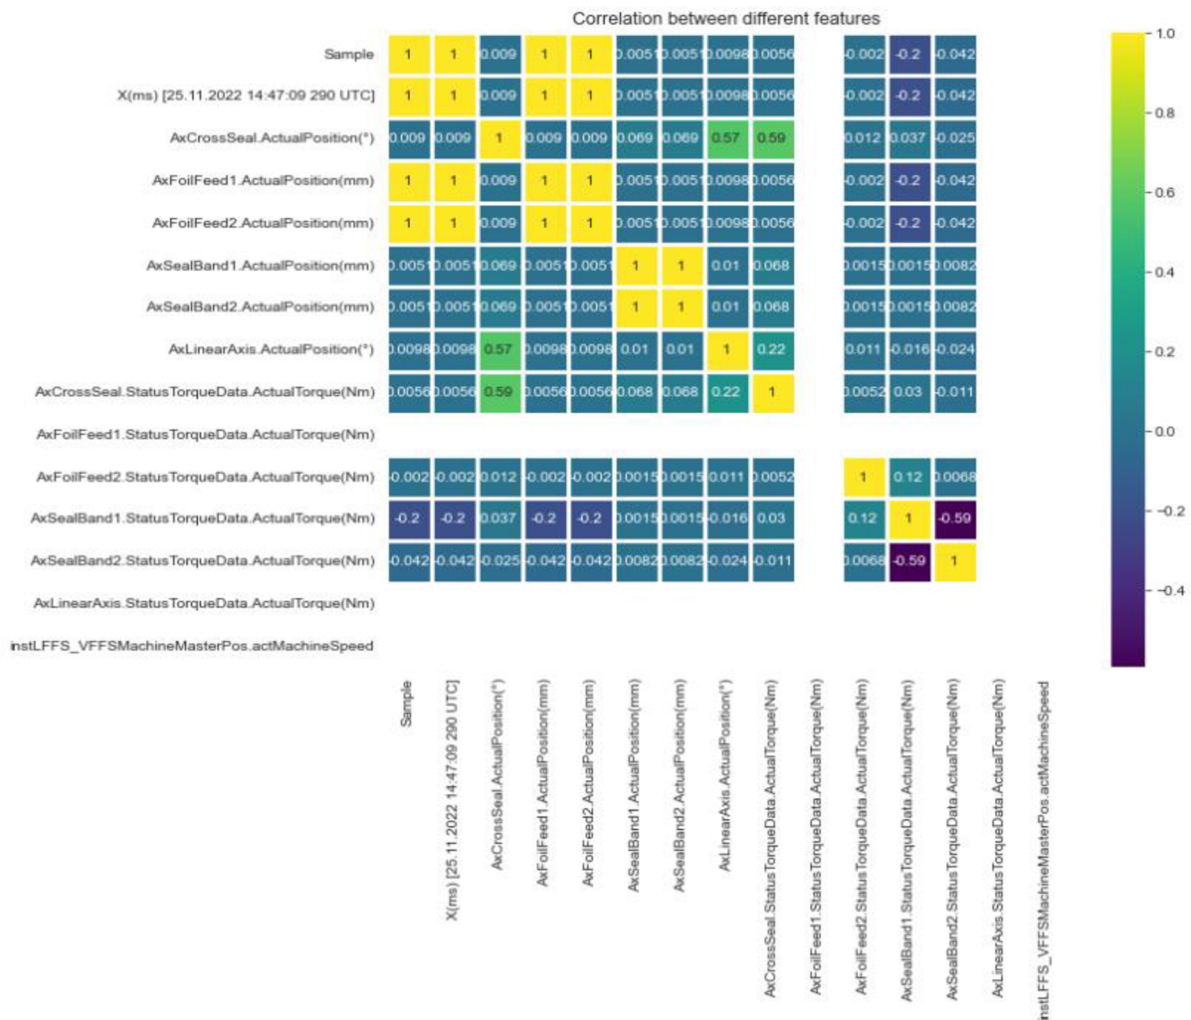 Correlation between different features
Sample 1 1 0.009 1 1 0.0051 0.0051 0.0098 0.0056 -0.002 -0.2 -0.042
X(ms) [25.11.2022 14:47:09 290 UTC] 1 1 0.009 1 1 0.0051 0.0051 0.0098 0.0056 -0.002 -0.2 -0.042
AxCrossSeal.ActualPosition(°) 0.009 0.009 1 0.009 0.009 0.069 0.069 0.57 0.59 0.012 0.037 -0.025
AxFoilFeed1.ActualPosition(mm) 1 1 0.009 1 1 0.0051 0.0051 0.0098 0.0056 -0.002 -0.2 -0.042
AxFoilFeed2.ActualPosition(mm) 1 1 0.009 1 1 0.0051 0.0051 0.0098 0.0056 -0.002 -0.2 -0.042
AxSealBand1.ActualPosition(mm) 0.0051 0.0051 0.069 0.0051 0.0051 1 1 0.01 0.068 0.0015 0.0015 0.0082
AxSealBand2.ActualPosition(mm) 0.0051 0.0051 0.069 0.0051 0.0051 1 1 0.01 0.068 0.0015 0.0015 0.0082
AxLinearAxis.ActualPosition(°) 0.0098 0.0098 0.57 0.0098 0.0098 0.01 0.01 1 0.22 0.011 -0.016 -0.024
AxCrossSeal.StatusTorqueData.ActualTorque(Nm) 0.0056 0.0056 0.59 0.0056 0.0056 0.068 0.068 0.22 1 0.0052 0.03 -0.011
AxFoilFeed1.StatusTorqueData.ActualTorque(Nm)
AxFoilFeed2.StatusTorqueData.ActualTorque(Nm) -0.002 -0.002 0.012 -0.002 -0.002 0.0015 0.0015 0.011 0.0052 1 0.12 0.0068
AxSealBand1.StatusTorqueData.ActualTorque(Nm) -0.2 -0.2 0.037 -0.2 -0.2 0.0015 0.0015 -0.016 0.03 0.12 1 -0.59
AxSealBand2.StatusTorqueData.ActualTorque(Nm) -0.042 -0.042 -0.025 -0.042 -0.042 0.0082 0.0082 -0.024 -0.011 0.0068 -0.59 1
AxLinearAxis.StatusTorqueData.ActualTorque(Nm)
instLFFS_VFFSMachineMasterPos.actMachineSpeed
Sample
X(ms) [25.11.2022 14:47:09 290 UTC]
AxCrossSeal.ActualPosition(°)
AxFoilFeed1.ActualPosition(mm)
AxFoilFeed2.ActualPosition(mm)
AxSealBand1.ActualPosition(mm)
AxSealBand2.ActualPosition(mm)
AxLinearAxis.ActualPosition(°)
AxCrossSeal.StatusTorqueData.ActualTorque(Nm)
AxFoilFeed1.StatusTorqueData.ActualTorque(Nm)
AxFoilFeed2.StatusTorqueData.ActualTorque(Nm)
AxSealBand1.StatusTorqueData.ActualTorque(Nm)
AxSealBand2.StatusTorqueData.ActualTorque(Nm)
AxLinearAxis.StatusTorqueData.ActualTorque(Nm)
instLFFS_VFFSMachineMasterPos.actMachineSpeed
1.0
0.8
0.6
0.4
0.2
0.0
-0.2
-0.4